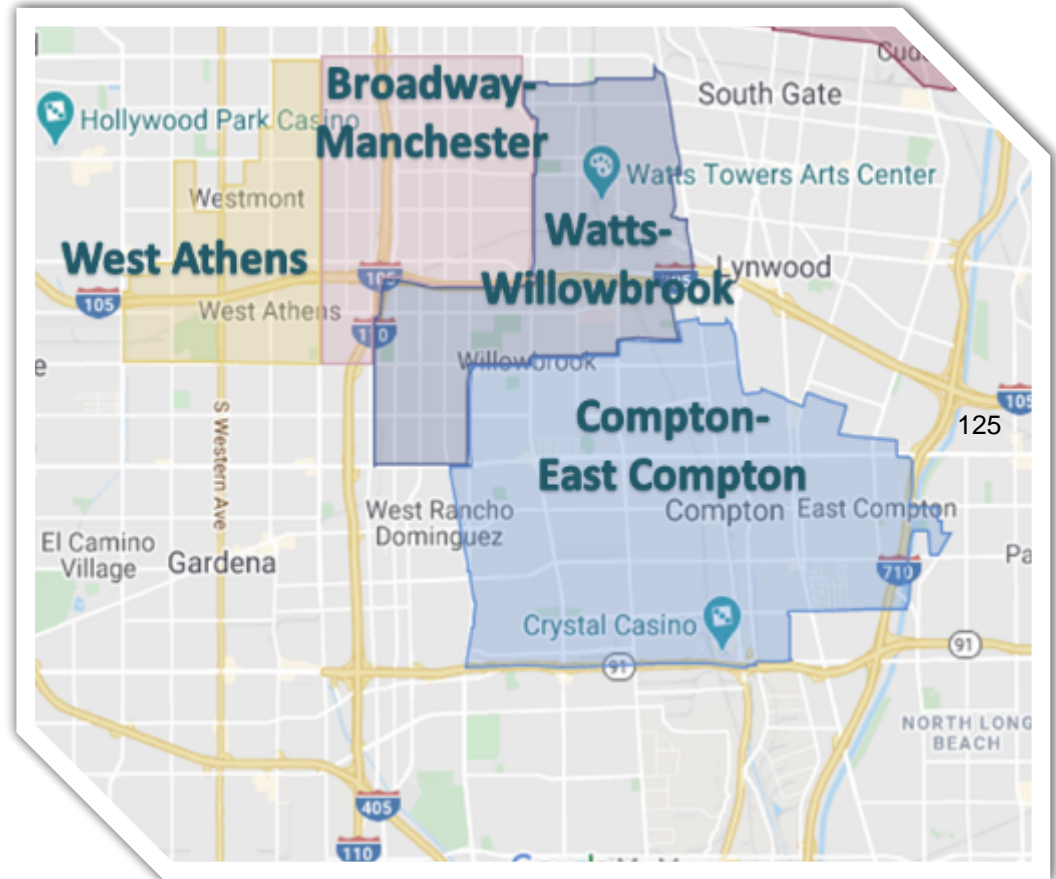 Broadway-
Manchester
South Gate
Hollywood Park Casino
Watts Towers Arts Center
Westmont
West Athens
Watts-
Willowbrook
Lynwood
105
105
West Athens
110
Willowbrook
105
125
Compton-
East Compton
S Western Ave
West Rancho
Dominguez
Compton
East Compton
El Camino
Village
Gardena
710
Crystal Casino
91
91
NORTH LONG
BEACH
405
110